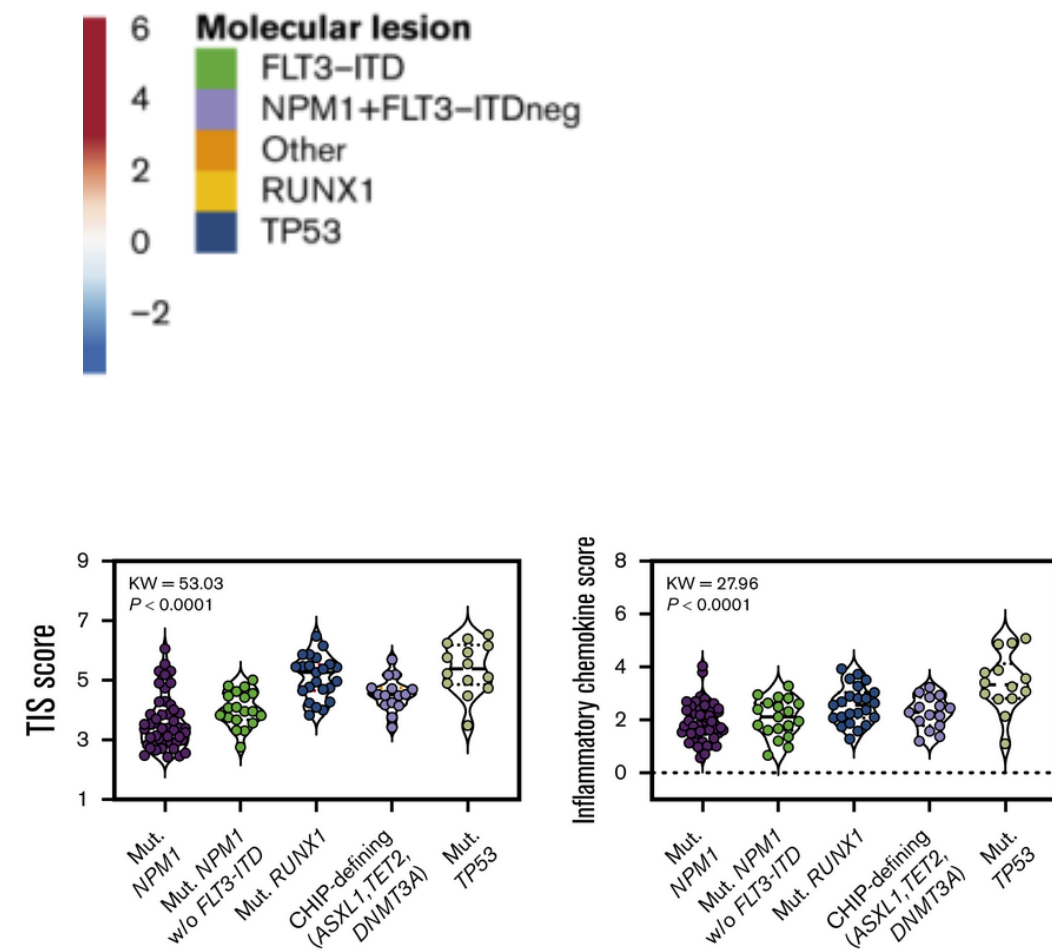 6
4
2
0
−2
Molecular lesion
FLT3−ITD
NPM1+FLT3−ITDneg
Other
RUNX1
TP53
TIS score
9
7
5
3
1
KW = 53.03
P < 0.0001
Mut.
NPM1
Mut. NPM1
w/o FLT3-ITD
Mut. RUNX1
CHIP-defining
(ASXL1,TET2,
DNMT3A)
Mut.
TP53
Inflammatory chemokine score
8
6
4
2
0
KW = 27.96
P < 0.0001
Mut.
NPM1
Mut. NPM1
w/o FLT3-ITD
Mut. RUNX1
CHIP-defining
(ASXL1,TET2,
DNMT3A)
Mut.
TP53